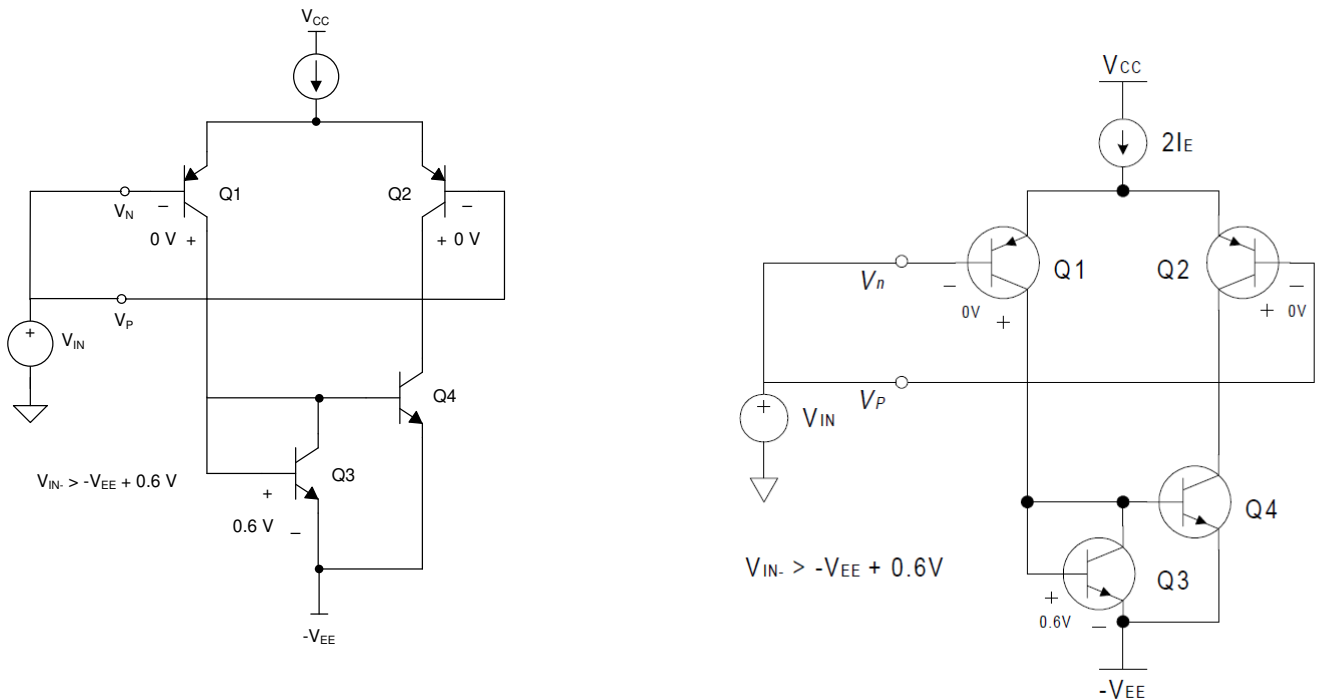 VCC
Q1
Q2
–
–
VN
0 V +
+ 0 V
VP
+
VIN
Q4
Q3
VIN- > -VEE + 0.6 V
+
0.6 V
–
-VEE
VCC
2IE
Q1
Q2
Vn
–
–
0V
+
+
0V
VP
+
VIN
Q4
VIN- > -VEE + 0.6V
Q3
+
0.6V
–
-VEE